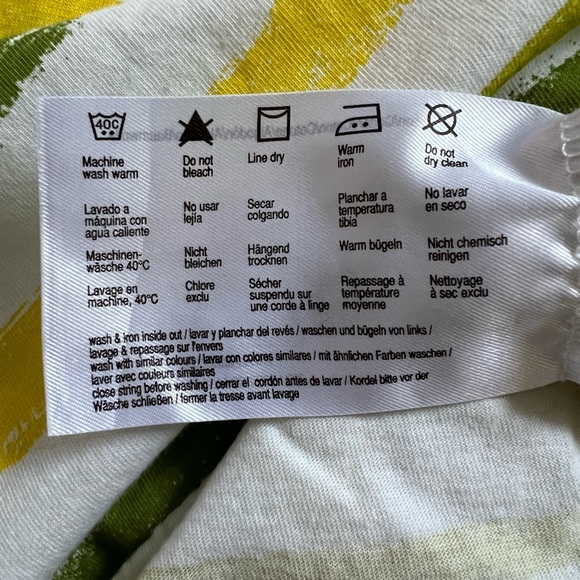 40C
Machine
wash warm
Do not
bleach
Line dry
Warm
iron
Do not
dry clean
Lavado a
máquina con
agua caliente
No usar
lejía
Secar
colgando
Planchar a
temperatura
tibia
No lavar
en seco
Maschinen-
wäsche 40°C
Nicht
bleichen
Hängend
trocknen
Warm bügeln
Nicht chemisch
reinigen
Lavage en
machine, 40°C
Chlore
exclu
Sécher
suspendu sur
une corde à linge
Repassage à
température
moyenne
Nettoyage
à sec exclu
wash & iron inside out / lavar y planchar del revés / waschen und bügeln von links /
lavage & repassage sur l'envers
wash with similar colours / lavar con colores similares / mit ähnlichen Farben waschen /
laver avec couleurs similaires
close string before washing / cerrar el cordón antes de lavar / Kordel bitte vor der
Wäsche schließen / fermer la tresse avant lavage